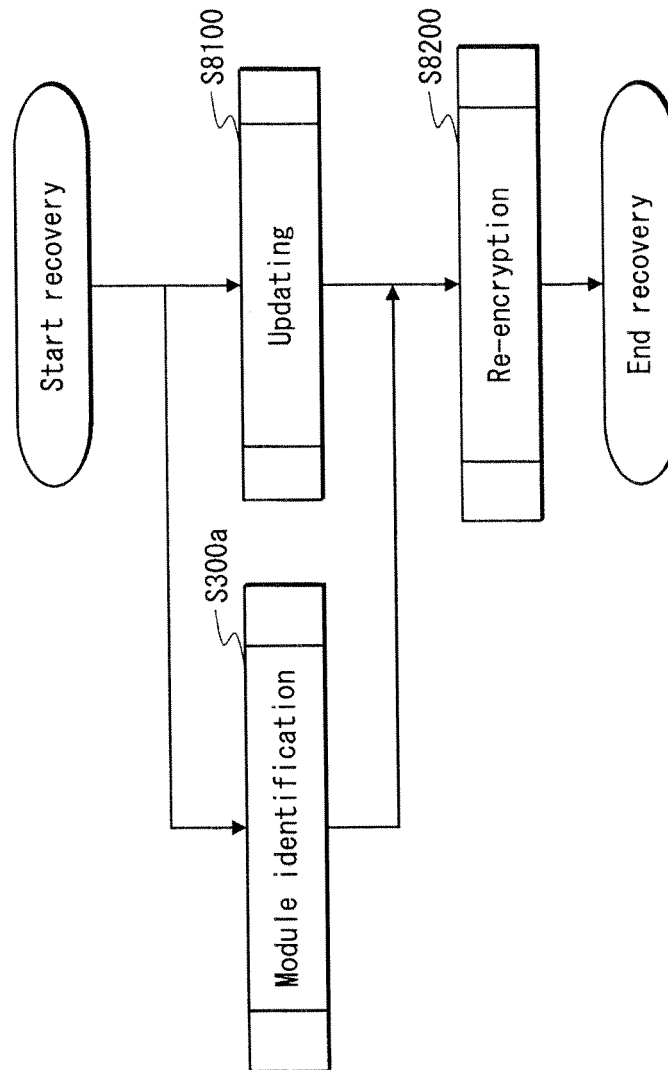 Start recovery
S8100
Updating
S300a
Module identification
S8200
Re-encryption
End recovery